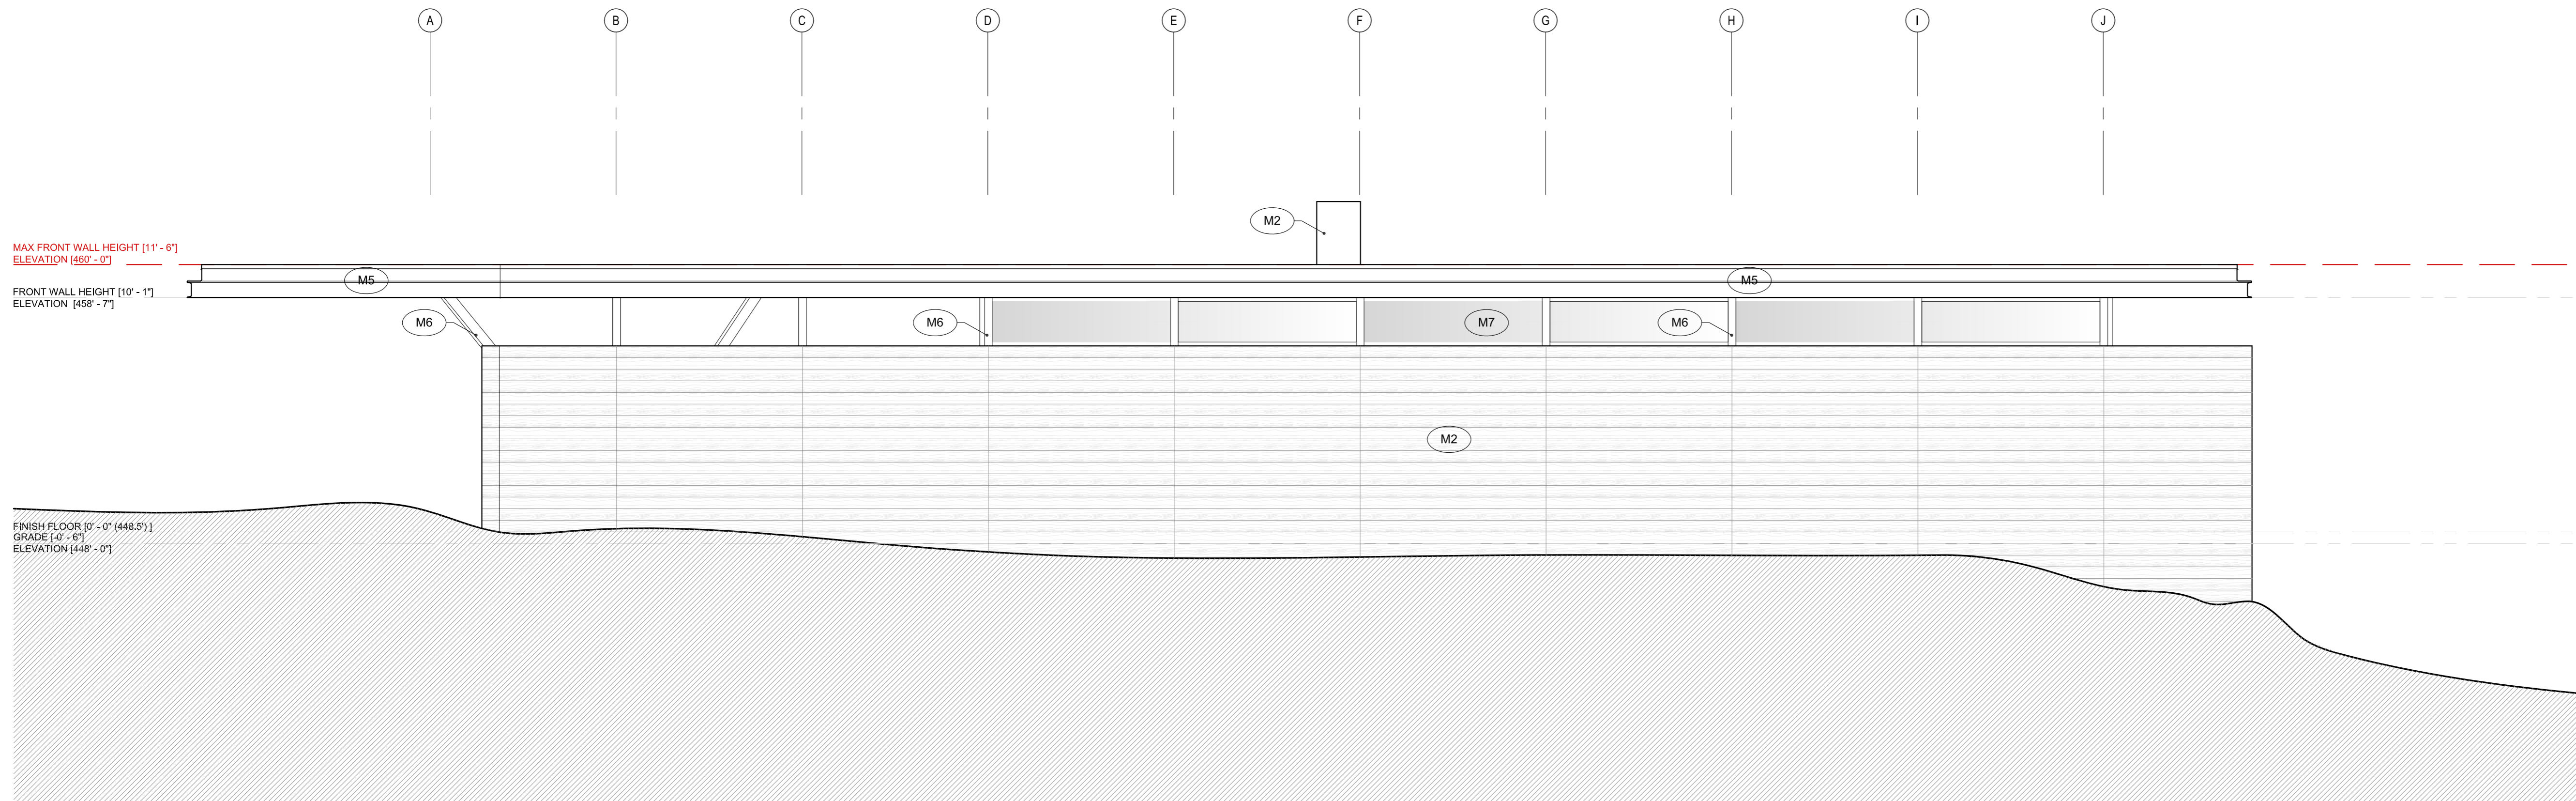 A B C D E F G H I J
M2
MAX FRONT WALL HEIGHT [11' - 6"]
ELEVATION [460' - 0"]
M5 M5
FRONT WALL HEIGHT [10' - 1"]
ELEVATION [458' - 7"]
M6 M6 M7 M6
M2
FINISH FLOOR [0' - 0" (448.5') ]
GRADE [-0' - 6"]
ELEVATION [448' - 0"]